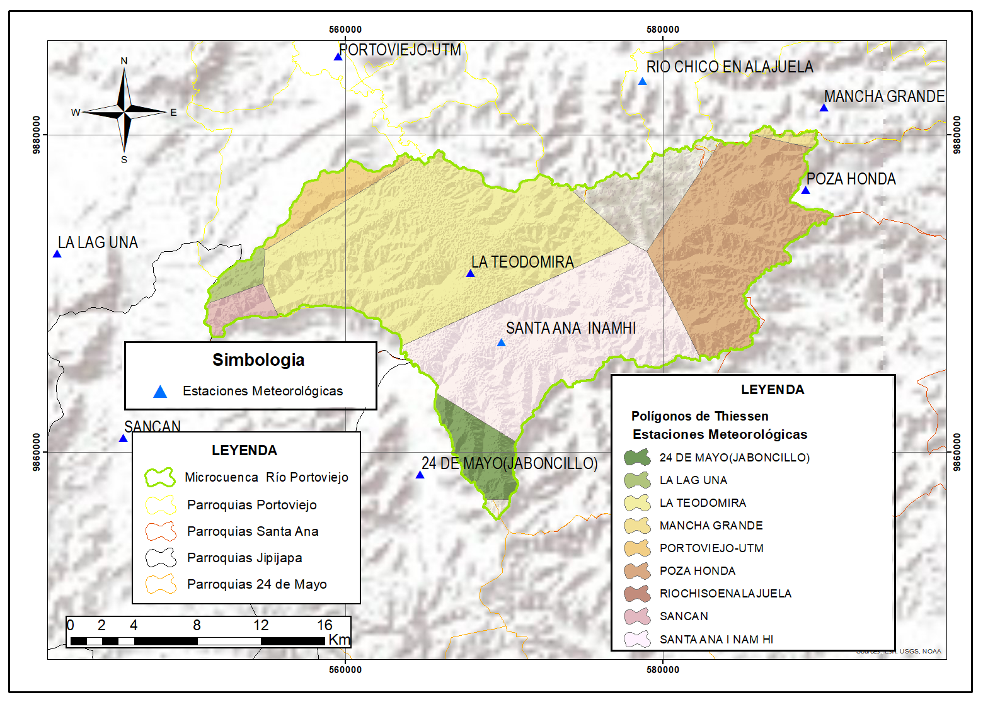 560000
580000
PORTOVIEJO-UTM
RIO CHICO EN ALAJUELA
MANCHA GRANDE
N
W
E
S
9880000
9880000
POZA HONDA
LA LAG UNA
LA TEODOMIRA
SANTA ANA  INAMHI
Simbologia
Estaciones Meteorológicas
SANCAN
24 DE MAYO(JABONCILLO)
9860000
9860000
LEYENDA
Microcuenca  Río Portoviejo
Parroquias Portoviejo
Parroquias Santa Ana
Parroquias Jipijapa
Parroquias 24 de Mayo
LEYENDA
Polígonos de Thiessen
Estaciones Meteorológicas
24 DE MAYO(JABONCILLO)
LA LAG UNA
LA TEODOMIRA
MANCHA GRANDE
PORTOVIEJO-UTM
POZA HONDA
RIOCHISOENALAJUELA
SANCAN
SANTA ANA I NAM HI
0 2 4 8 12 16
Km
USGS, NOAA
560000
580000